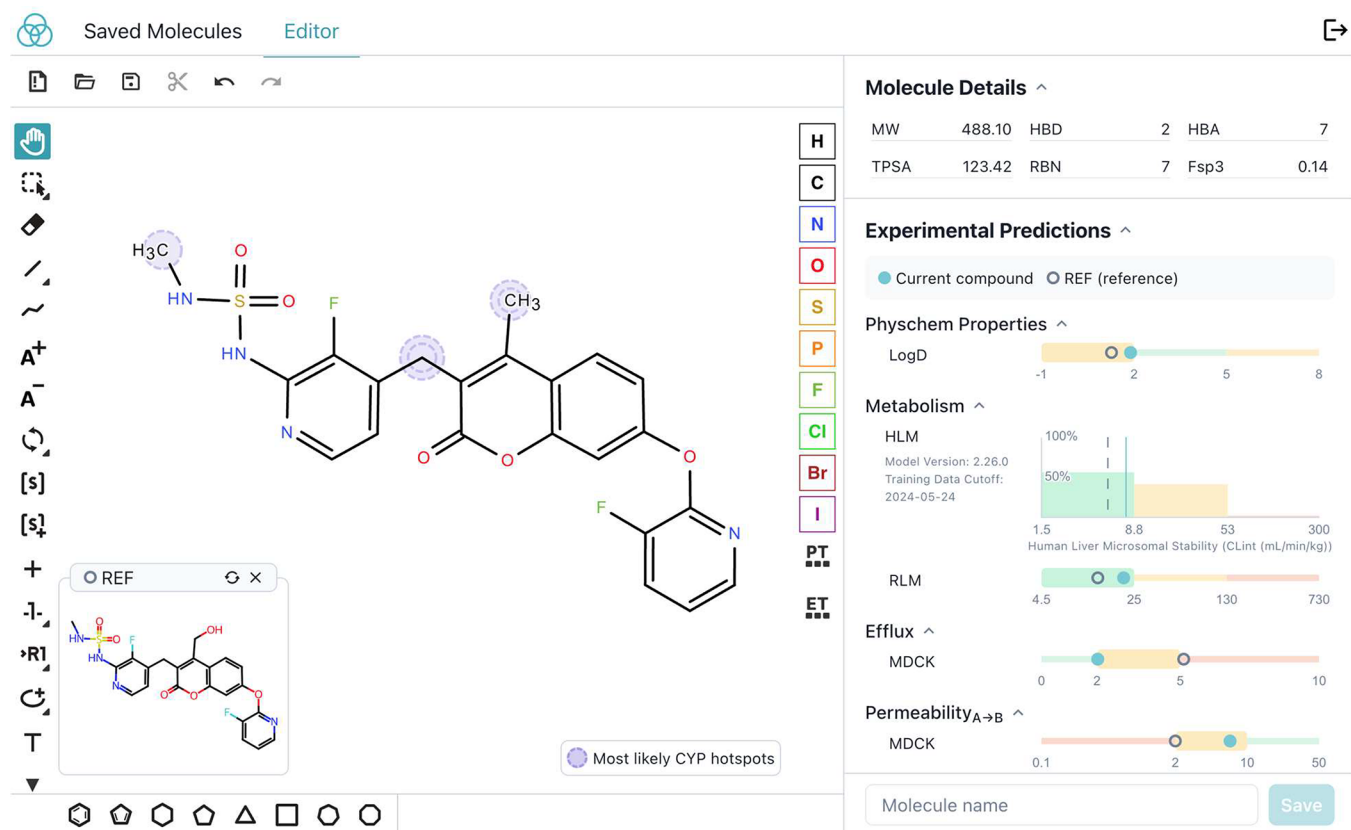 Saved Molecules Editor
Molecule Details
MW 488.10 HBD 2 HBA 7
TPSA 123.42 RBN 7 Fsp3 0.14
Experimental Predictions
Current compound REF (reference)
Physchem Properties
LogD
-1 2 5 8
Metabolism
HLM
Model Version: 2.26.0
Training Data Cutoff:
2024-05-24
100%
50%
1.5 8.8 53 300
Human Liver Microsomal Stability (CLint (mL/min/kg))
RLM
4.5 25 130 730
Efflux
MDCK
0 2 5 10
Permeability A→B
MDCK
0.1 2 10 50
Molecule name
Save
A+
A-
[s]
[s]+
>R1
T
H
C
N
O
S
P
F
Cl
Br
I
PT
ET
H3C
O
HN S O
F
CH3
HN
N
O
O
O
F
N
REF
OH
O
HN S O
F
HN
N
O
O
O
F
N
Most likely CYP hotspots